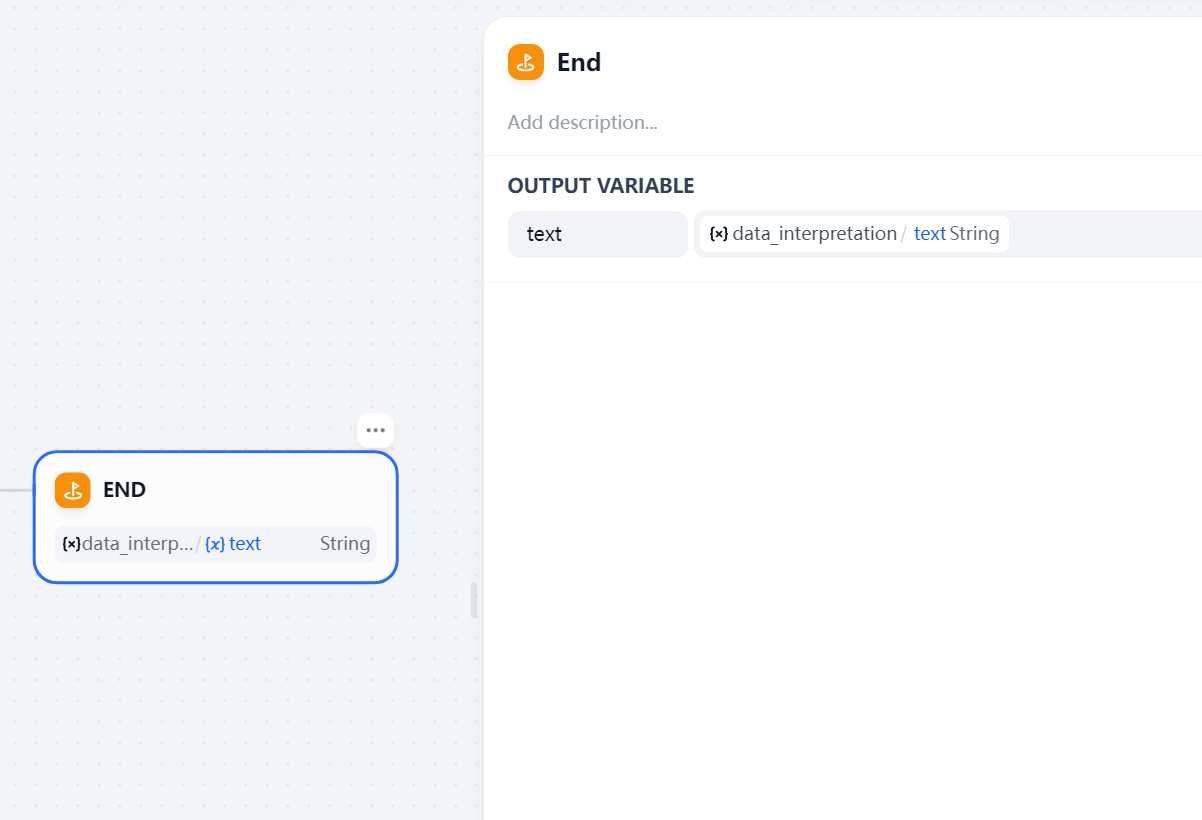 End
Add description...
OUTPUT VARIABLE
text {x} data_interpretation / text String
END
{x}data_interp... / {x} text String